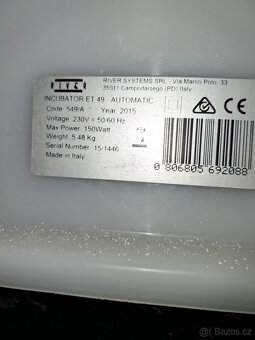 RIVER
RIVER SYSTEMS SRL Via Marco Polo, 33
35011 Campodarsego (PD) Italy
INCUBATOR ET 49 AUTOMATIC
Code: 549/A Year 2015
Voltage: 230V = 50/60 Hz
Max Power: 150Watt
Weight: 5.48 Kg
Serial Number: 15/1446
Made in Italy
CE
0 806805 692088
Bazoš.cz